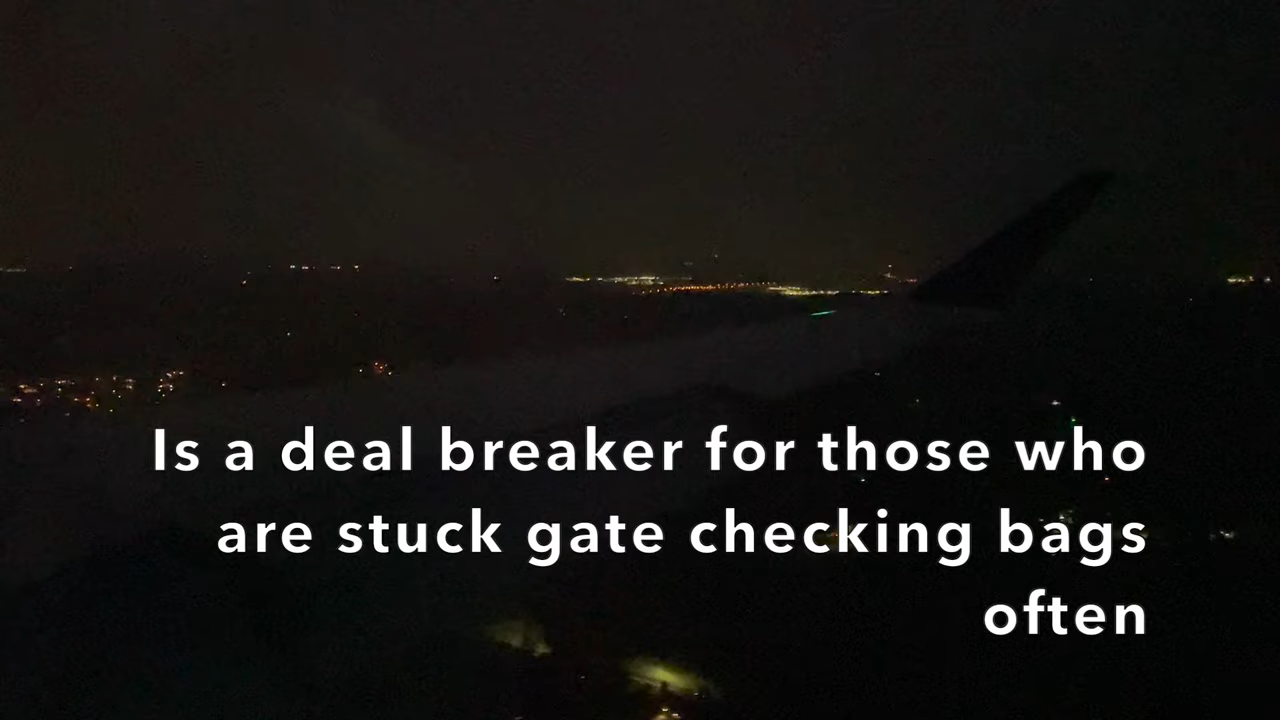 Is a deal breaker for those who
are stuck gate checking bags
often